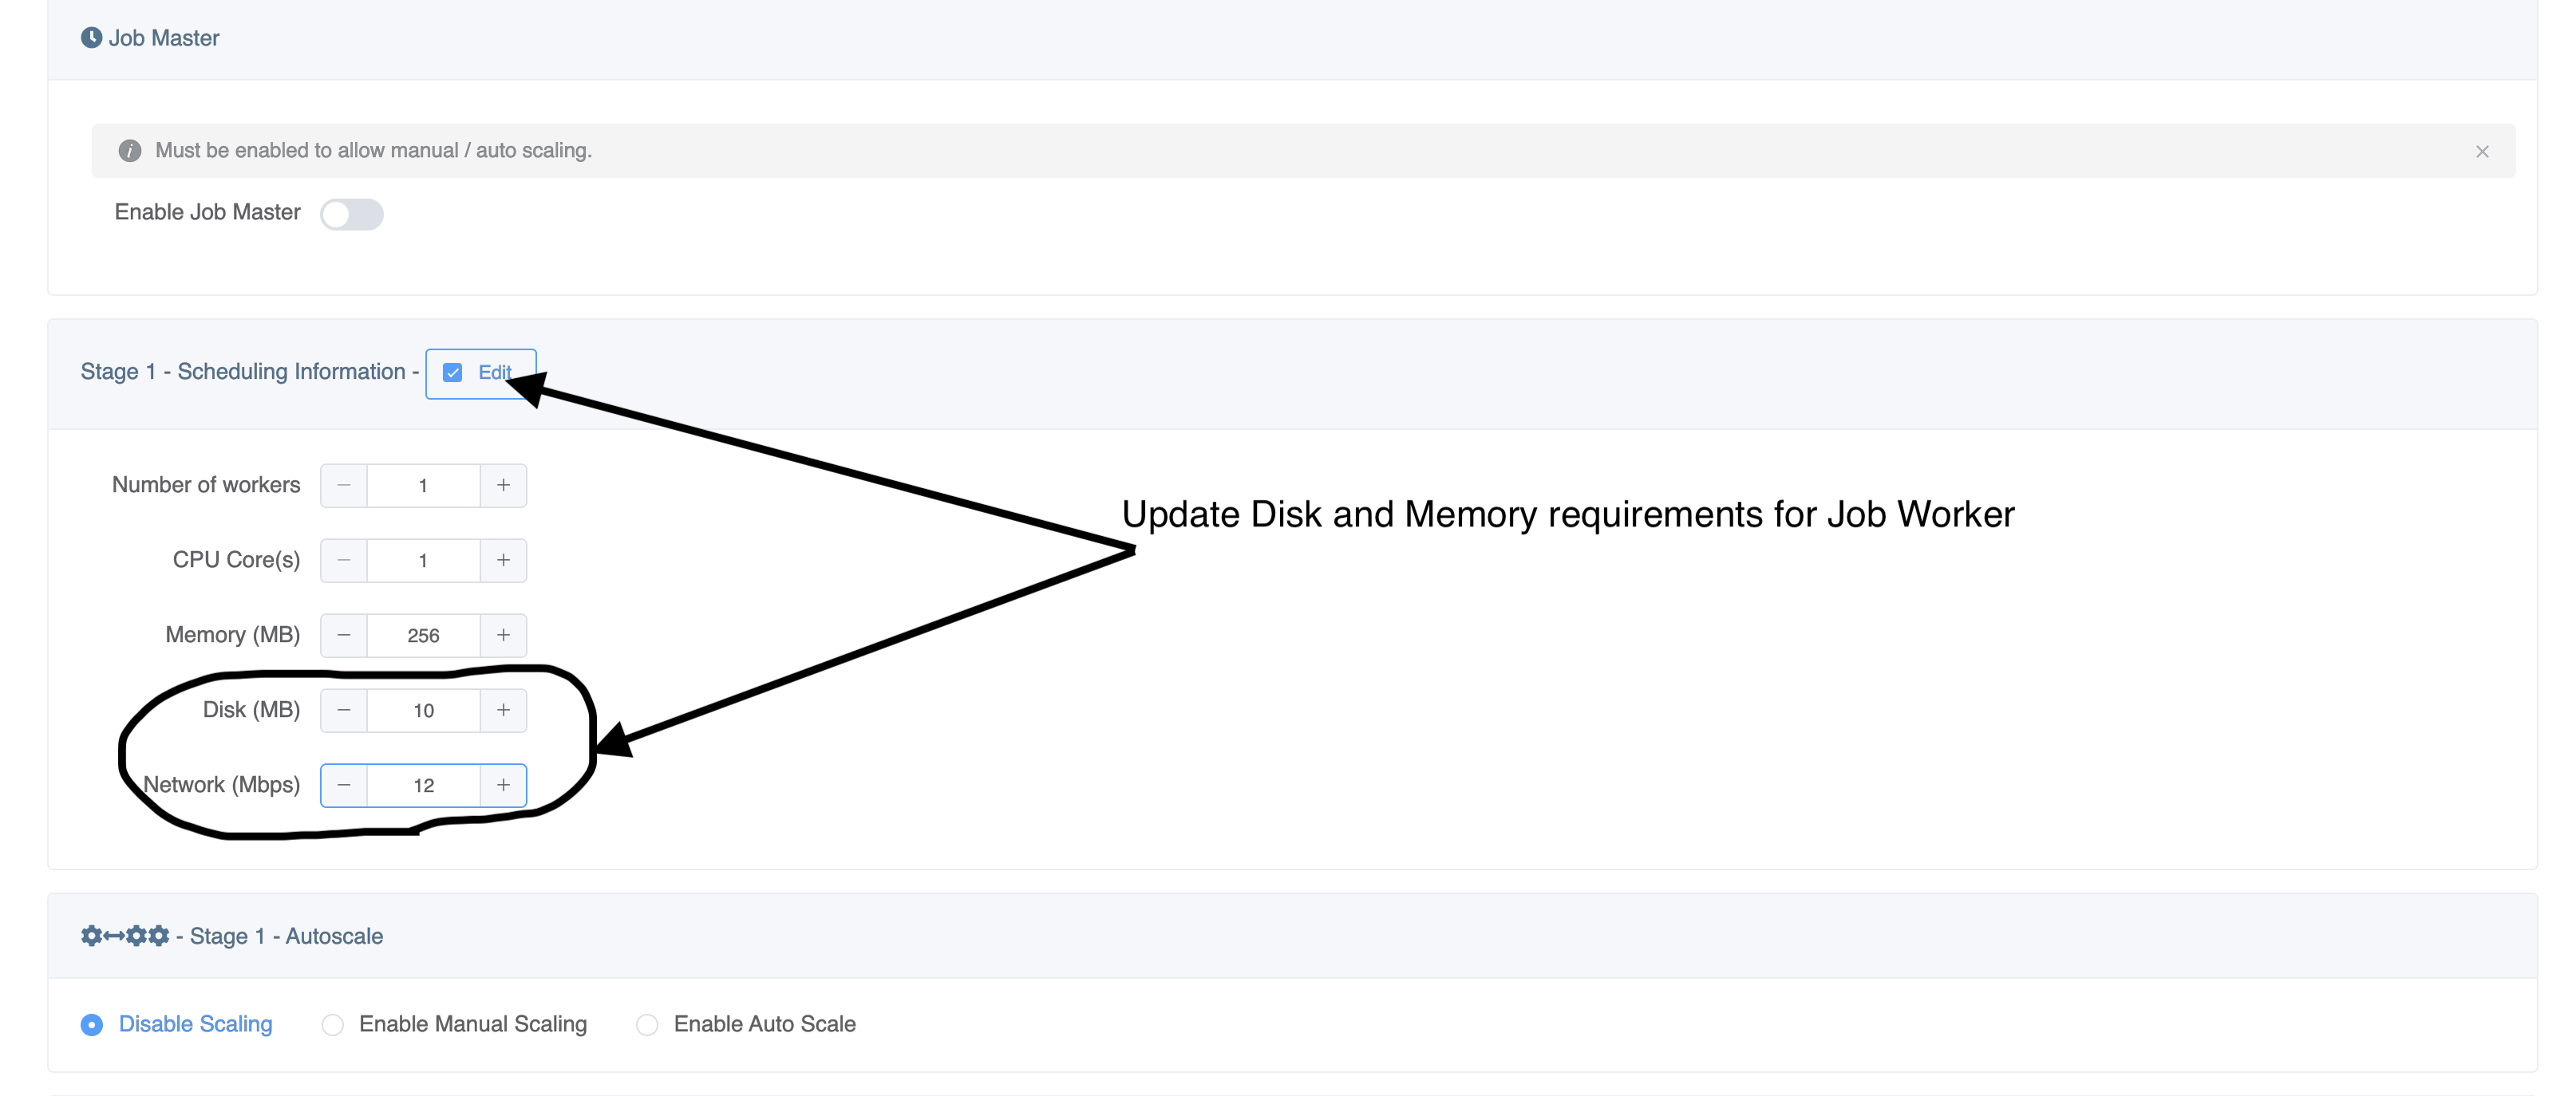 Job Master
Must be enabled to allow manual / auto scaling.
Enable Job Master
Stage 1 - Scheduling Information - Edit
Number of workers 1
CPU Core(s) 1
Update Disk and Memory requirements for Job Worker
Memory (MB) 256
Disk (MB) 10
Network (Mbps) 12
- Stage 1 - Autoscale
Disable Scaling Enable Manual Scaling Enable Auto Scale